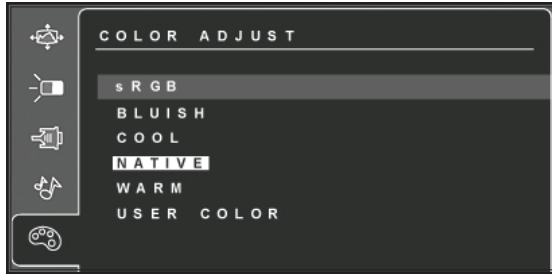 COLOR ADJUST
sRGB
BLUISH
COOL
NATIVE
WARM
USER COLOR